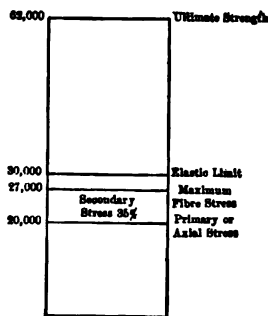 62,000 Ultimate Strength
30,000 Elastic Limit
27,000 Maximum
Fibre Stress
Secondary
Stress 35%
20,000 Primary or
Axial Stress